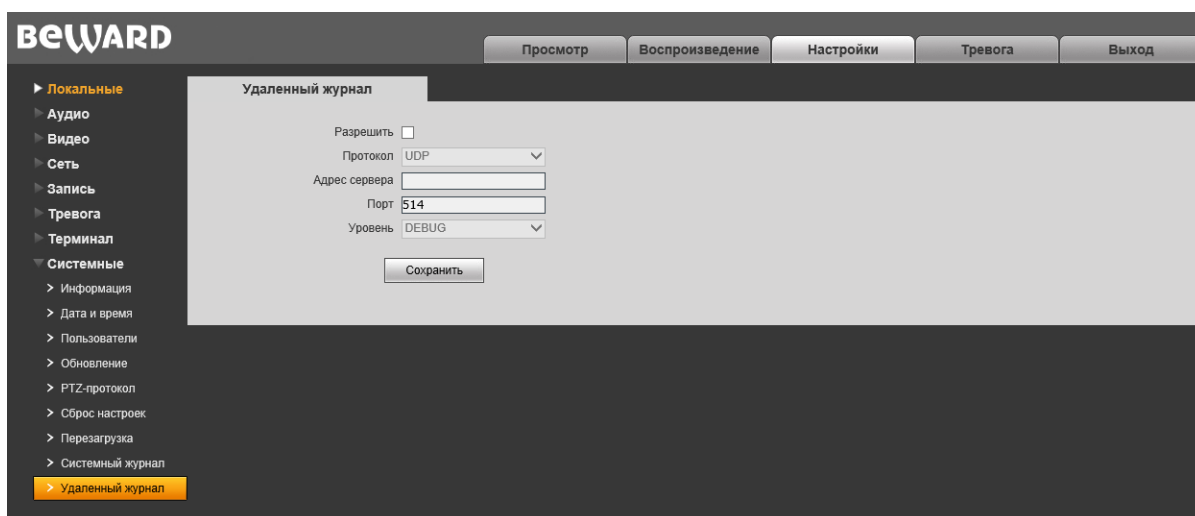 BEWARD
Просмотр Воспроизведение Настройки Тревога Выход
Локальные
Аудио
Видео
Сеть
Запись
Тревога
Терминал
Системные
Информация
Дата и время
Пользователи
Обновление
PTZ-протокол
Сброс настроек
Перезагрузка
Системный журнал
Удаленный журнал
Удаленный журнал
Разрешить
Протокол UDP
Адрес сервера
Порт 514
Уровень DEBUG
Сохранить